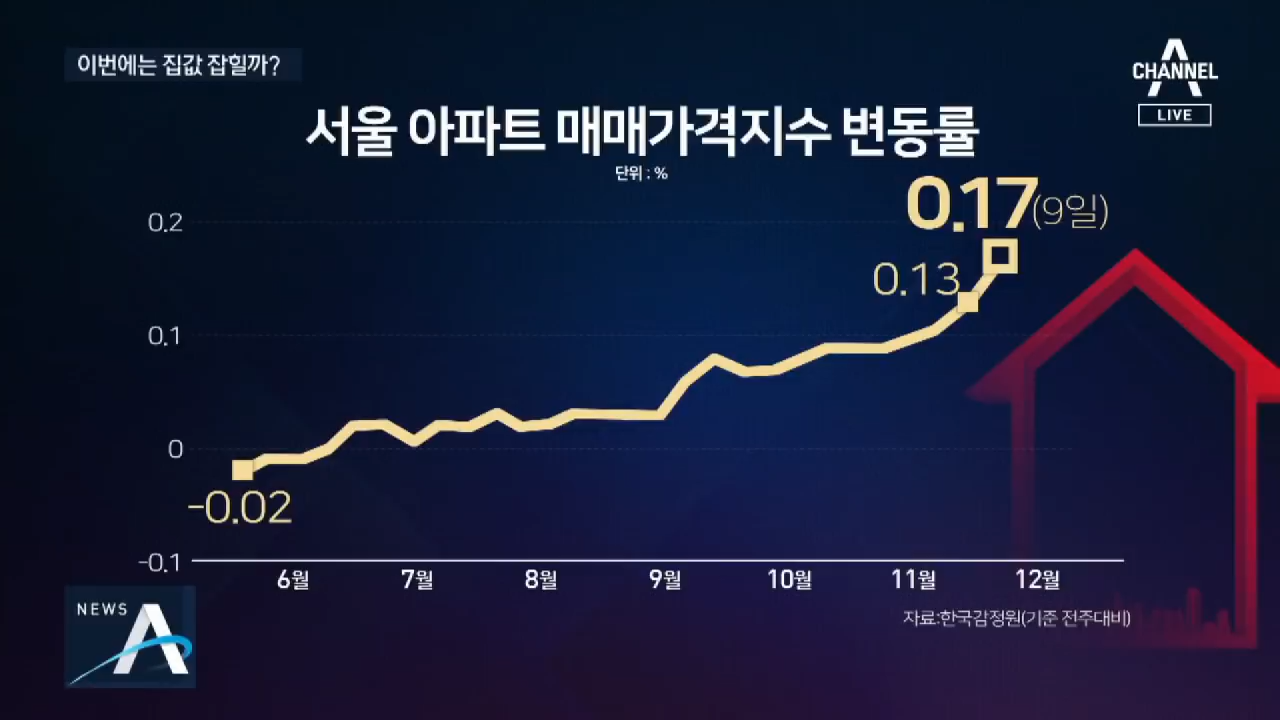 이번에는 집값 잡힐까?
CHANNEL A
LIVE
서울 아파트 매매가격지수 변동률
단위 : %
0.17(9일)
0.2
0.13
0.1
0
-0.02
-0.1
6월 7월 8월 9월 10월 11월 12월
NEWS A
자료:한국감정원(기준 전주대비)